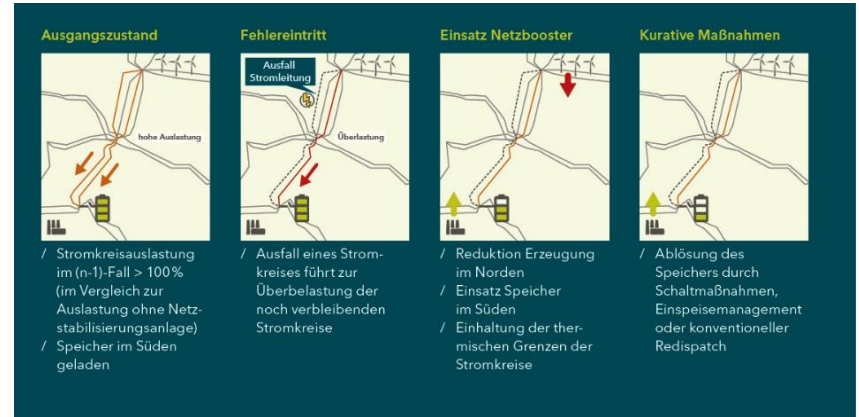 Ausgangszustand
hohe Auslastung
/ Stromkreisauslastung
im (n-1)-Fall > 100%
(im Vergleich zur
Auslastung ohne Netz-
stabilisierungsanlage)
/ Speicher im Süden
geladen
Fehlereintritt
Ausfall
Stromleitung
Überlastung
/ Ausfall eines Strom-
kreises führt zur
Überbelastung der
noch verbleibenden
Stromkreise
Einsatz Netzbooster
/ Reduktion Erzeugung
im Norden
/ Einsatz Speicher
im Süden
/ Einhaltung der ther-
mischen Grenzen der
Stromkreise
Kurative Maßnahmen
/ Ablösung des
Speichers durch
Schaltmaßnahmen,
Einspeisemanagement
oder konventioneller
Redispatch